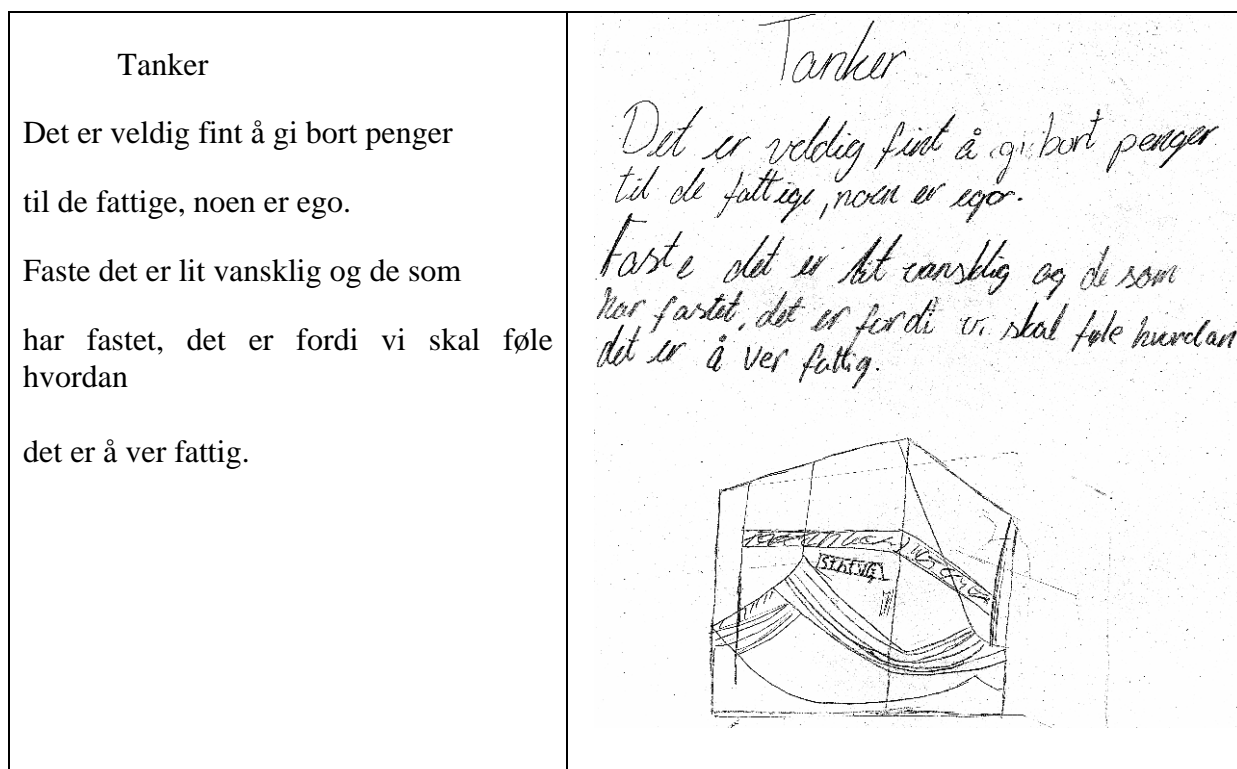 Tanker
Det er veldig fint å gi bort penger
til de fattige, noen er ego.
Faste det er lit vansklig og de som
har fastet, det er fordi vi skal føle
hvordan
det er å ver fattig.
Tanker
Det er veldig fint å gi bort penger
til de fattige, noen er egor.
Faste det er lit vansklig og de som
har fastet, det er fordi vi skal føle hvordan
det er å ver fattig.